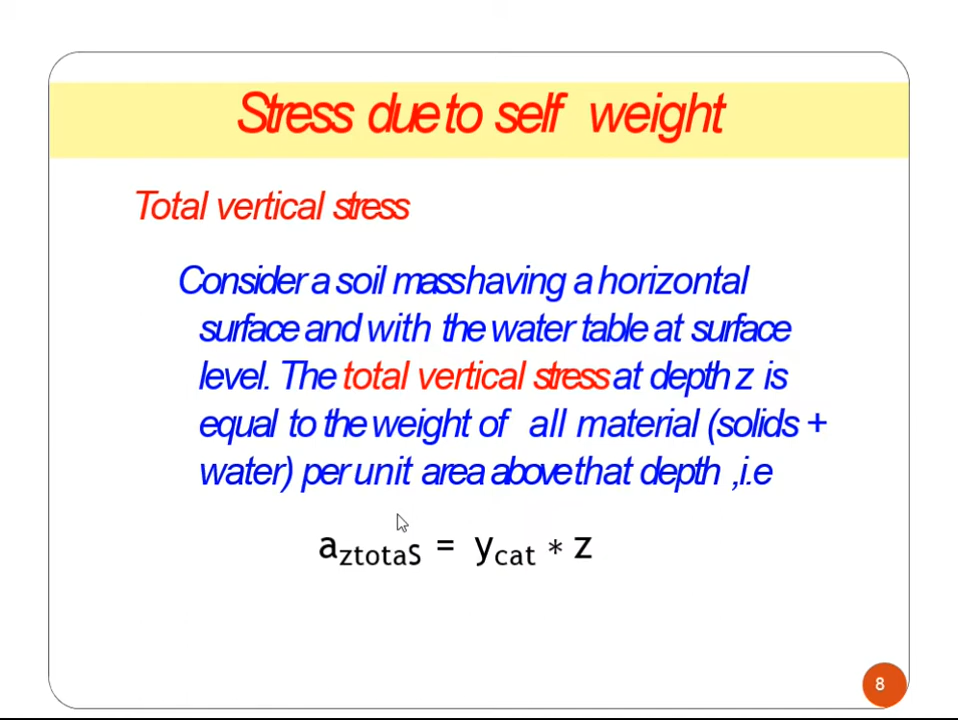 Stress due to self weight
Total vertical stress
Consider a soil mass having a horizontal
surface and with the water table at surface
level. The total vertical stress at depth z is
equal to the weight of all material (solids +
water) per unit area above that depth ,i.e
aztotaS = ycat * z
8